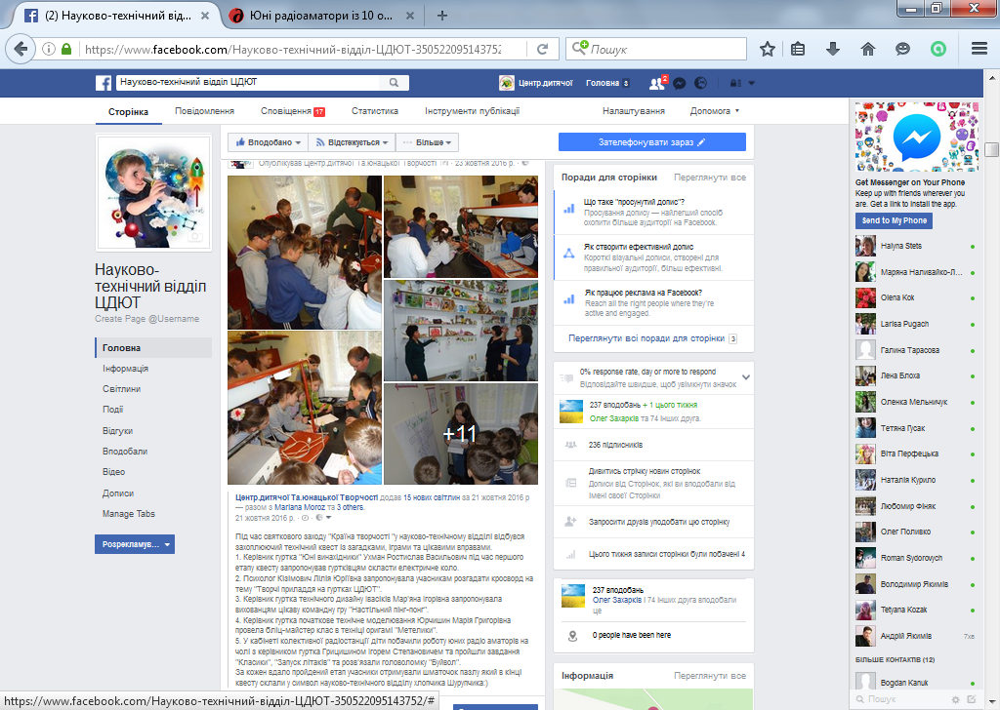 (2) Науково-технічний відд...
Юні радіоаматори із 10 о...
https://www.facebook.com/Науково-технічний-відділ-ЦДЮТ-350522095143752
Пошук
Науково-технічний відділ ЦДЮТ
Центр.дитячої
Головна 3
2
Сторінка
Повідомлення
Сповіщення 17
Статистика
Інструменти публікації
Налаштування
Допомога
Науково-
технічний відділ
ЦДЮТ
Create Page @Username
Головна
Інформація
Світлини
Події
Відгуки
Вподобали
Відео
Дописи
Manage Tabs
Розрекламув...
Вподобано
Відстежується
Більше
Зателефонувати зараз
Опублікував Центр.дитячої Та.юнацької Творчості · 23 жовтня 2016 р. ·
+11
Центр.дитячої Та.юнацької Творчості додав 15 нових світлин за 21 жовтня 2016 р
— разом з Mariana Moroz та 3 others.
21 жовтня 2016 р. ·
Під час святкового заходу "Країна творчості "у науково-технічному відділі відбувся
захоплюючий технічний квест із загадками, іграми та цікавими вправами.
1. Керівник гуртка "Юні винахідники" Ухман Ростислав Васильович під час першого
етапу квесту запропонував гуртківцям скласти електричне коло.
2. Психолог Кізімович Лілія Юріївна запропонувала учасникам розгадати кросворд на
тему "Творчі приладдя на гуртках ЦДЮТ".
3. Керівник гуртка технічного дизайну Івасіків Мар'яна Ігорівна запропонувала
вихованцям цікаву командну гру "Настільний пінг-понг".
4. Керівник гуртка початкове технічне моделювання Юрчишин Марія Григорівна
провела бліц-майстер клас в техніці оригамі "Метелики".
5. У кабінеті колективної радіостанції діти побачили роботу юних радіо аматорів на
чолі з керівником гуртка Грицишином Ігорем Степановичем та пройшли завдання
"Класики", "Запуск літаків" та розв'язали головоломку "Буйвол".
За кожен вдало пройдений етап учасники отримували шматочок пазлу який в кінці
квесту склали у символ науково-технічного відділу хлопчика Шурупчика:)
Поради для сторінки
Переглянути все
Що таке "просунутий допис"?
Просування допису — найлегший спосіб
охопити більше аудиторії на Facebook.
Як створити ефективний допис
Короткі візуальні дописи, створені для
правильної аудиторії, більш ефективні.
Як працює реклама на Facebook?
Reach all the right people where they're
active and engaged.
Переглянути всі поради для сторінки 3
0% response rate, day or more to respond
Відповідайте швидше, щоб увімкнути значок
237 вподобань + 1 цього тижня
Олег Захарків та 74 інших друга.
236 підписників
Дивитись стрічку новин сторінок
Дописи від Сторінок, які ви вподобали від
імені своєї Сторінки
Запросити друзів уподобати цю сторінку
Цього тижня записи сторінки були побачені 4
237 вподобань
Олег Захарків і 74 інших друга вподобали
це
0 people have been here
Інформація
Переглянути все
Get Messenger on Your Phone
Keep up with friends wherever you
are. Get a link to install the app.
Send to My Phone
Halyna Stets
Маряна Наливайко-Л...
Olena Kok
Larisa Pugach
Галина Тарасова
Лена Блоха
Оленка Мельничук
Тетяна Гусак
Віта Перфецька
Наталія Курило
Любомир Фіняк
Олег Поливко
Roman Sydorovych
Володимир Якимів
Tetyana Kozak
Андрій Якимів 7хв
БІЛЬШЕ КОНТАКТІВ (12)
Bogdan Kanuk
Пошук
https://www.facebook.com/Науково-технічний-відділ-ЦДЮТ-350522095143752/#